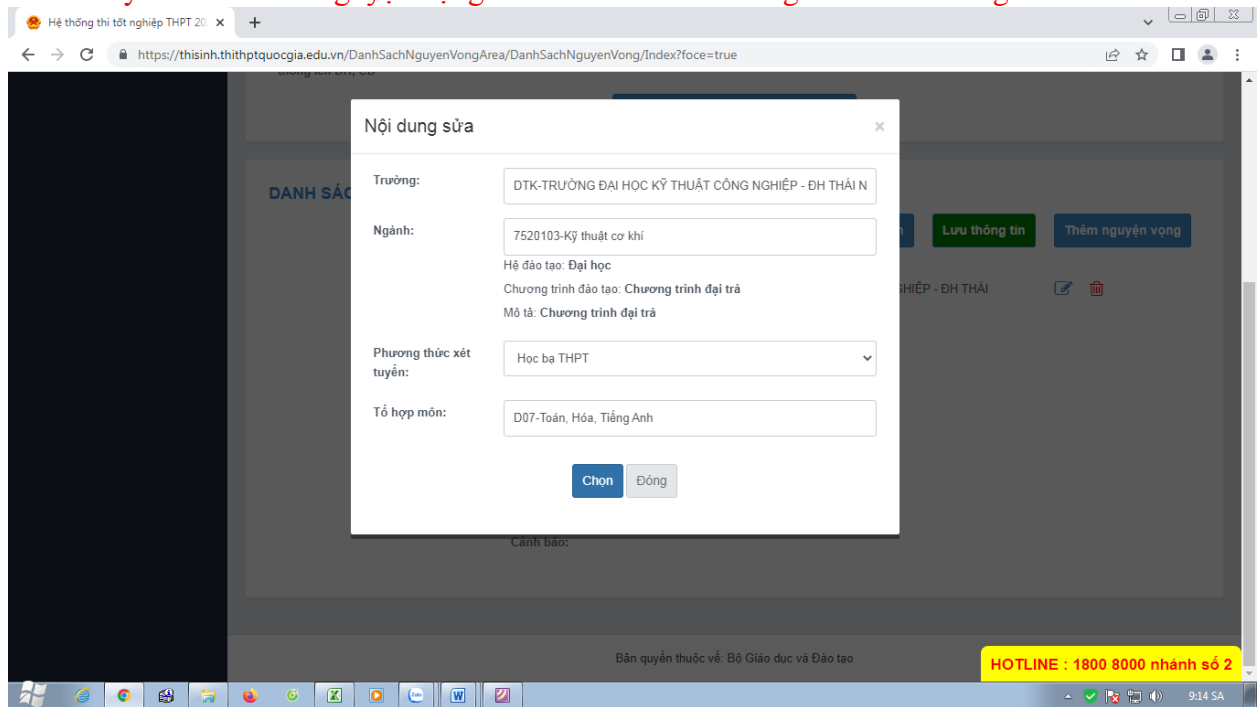 Hệ thống thi tốt nghiệp THPT 20
https://thisinh.thithptquocgia.edu.vn/DanhSachNguyenVongArea/DanhSachNguyenVong/Index?foce=true
Nội dung sửa
Trường:
DTK-TRƯỜNG ĐẠI HỌC KỸ THUẬT CÔNG NGHIỆP - ĐH THÁI N
DANH SÁC
Ngành:
7520103-Kỹ thuật cơ khí
Lưu thông tin
Thêm nguyện vọng
Hệ đào tạo: Đại học
Chương trình đào tạo: Chương trình đại trà
GHIỆP - ĐH THÁI
Mô tả: Chương trình đại trà
Phương thức xét tuyển:
Học bạ THPT
Tổ hợp môn:
D07-Toán, Hóa, Tiếng Anh
Chọn
Đóng
Cảnh báo:
Bản quyền thuộc về: Bộ Giáo dục và Đào tạo
HOTLINE : 1800 8000 nhánh số 2
9:14 SA